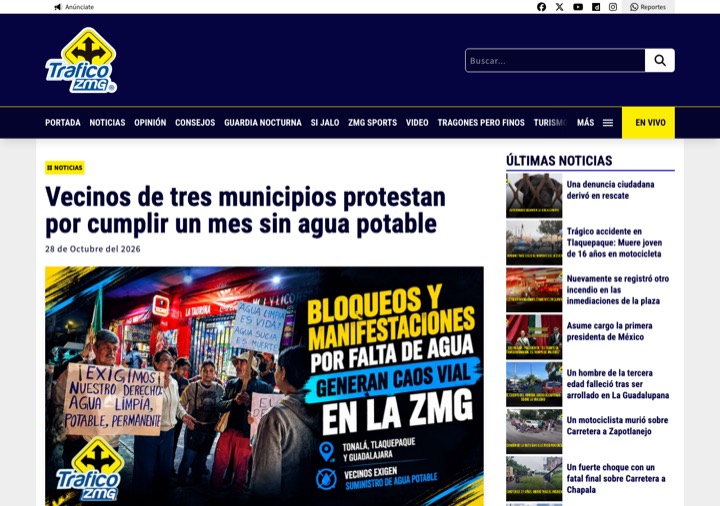 Anúnciate
Reportes
Trafico
ZMG®
Buscar...
PORTADA NOTICIAS OPINIÓN CONSEJOS GUARDIA NOCTURNA SI JALO ZMG SPORTS VIDEO TRAGONES PERO FINOS TURISMO MÁS EN VIVO
NOTICIAS
Vecinos de tres municipios protestan
por cumplir un mes sin agua potable
28 de Octubre del 2026
LA TAURINA
AGUA LIMPIA
ES VIDA!
AGUA SUCIA
ES MUERTE
¡EXIGIMOS!
NUESTRO DERECHO
AGUA-LIMPIA,
POTABLE, PERMANENTE
BLOQUEOS Y
MANIFESTACIONES
POR FALTA DE AGUA
GENERAN CAOS VIAL
EN LA ZMG
TONALÁ, TLAQUEPAQUE
Y GUADALAJARA
VECINOS EXIGEN
SUMINISTRO DE AGUA POTABLE
Trafico
ZMG
ÚLTIMAS NOTICIAS
Una denuncia ciudadana
derivó en rescate
Trágico accidente en
Tlaquepaque: Muere joven
de 16 años en motocicleta
Nuevamente se registró otro
incendio en las
inmediaciones de la plaza
Asume cargo la primera
presidenta de México
Un hombre de la tercera
edad falleció tras ser
arrollado en La Guadalupana
Un motociclista murió sobre
Carretera a Zapotlanejo
Un fuerte choque con un
fatal final sobre Carretera a
Chapala